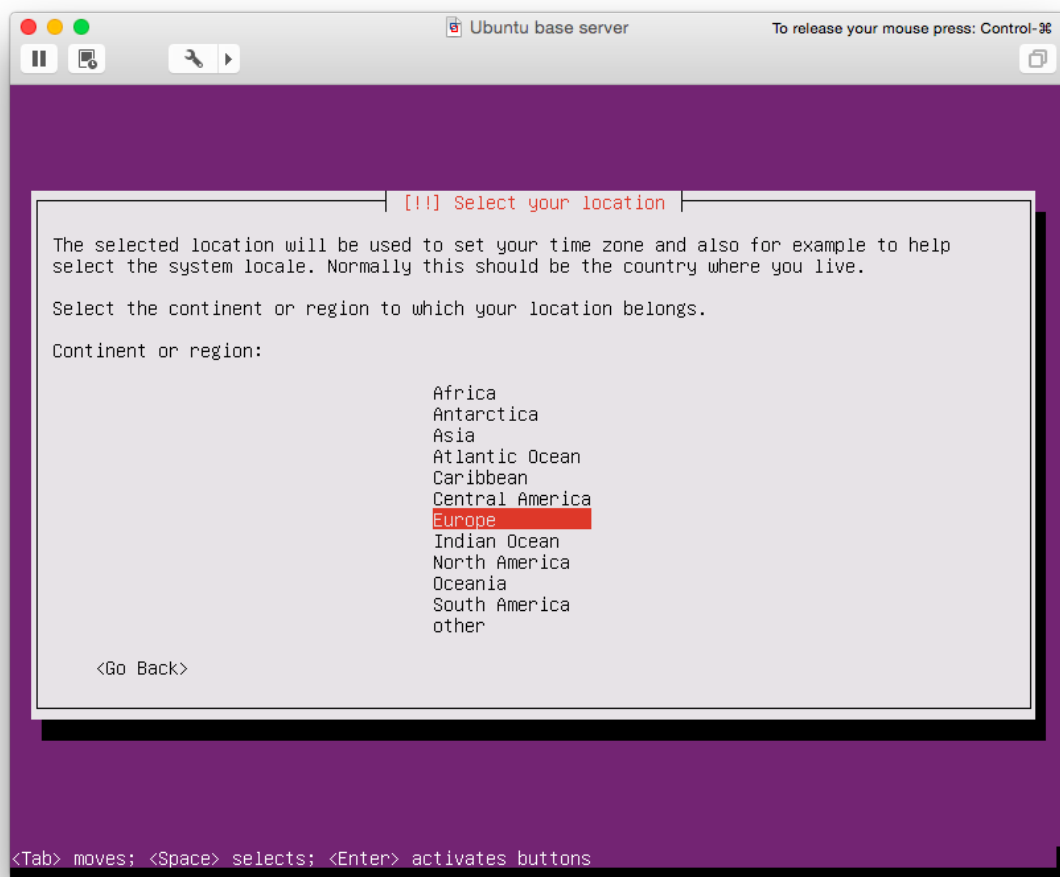 Ubuntu base server
To release your mouse press: Control-⌘
[!!] Select your location
The selected location will be used to set your time zone and also for example to help
select the system locale. Normally this should be the country where you live.
Select the continent or region to which your location belongs.
Continent or region:
Africa
Antarctica
Asia
Atlantic Ocean
Caribbean
Central America
Europe
Indian Ocean
North America
Oceania
South America
other
<Go Back>
<Tab> moves; <Space> selects; <Enter> activates buttons